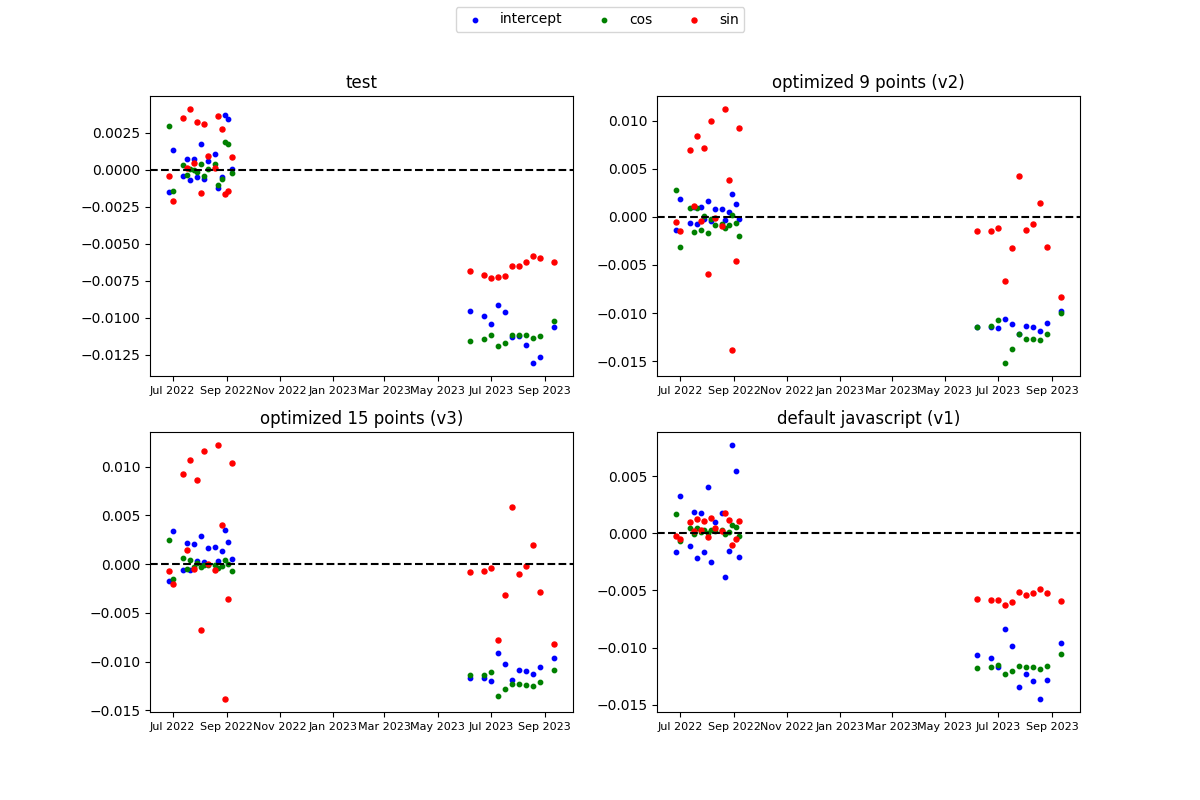 intercept cos sin
test
0.0025
0.0000
−0.0025
−0.0050
−0.0075
−0.0100
−0.0125
Jul 2022 Sep 2022 Nov 2022 Jan 2023 Mar 2023 May 2023 Jul 2023 Sep 2023
optimized 9 points (v2)
0.010
0.005
0.000
−0.005
−0.010
−0.015
Jul 2022 Sep 2022 Nov 2022 Jan 2023 Mar 2023 May 2023 Jul 2023 Sep 2023
optimized 15 points (v3)
0.010
0.005
0.000
−0.005
−0.010
−0.015
Jul 2022 Sep 2022 Nov 2022 Jan 2023 Mar 2023 May 2023 Jul 2023 Sep 2023
default javascript (v1)
0.005
0.000
−0.005
−0.010
−0.015
Jul 2022 Sep 2022 Nov 2022 Jan 2023 Mar 2023 May 2023 Jul 2023 Sep 2023